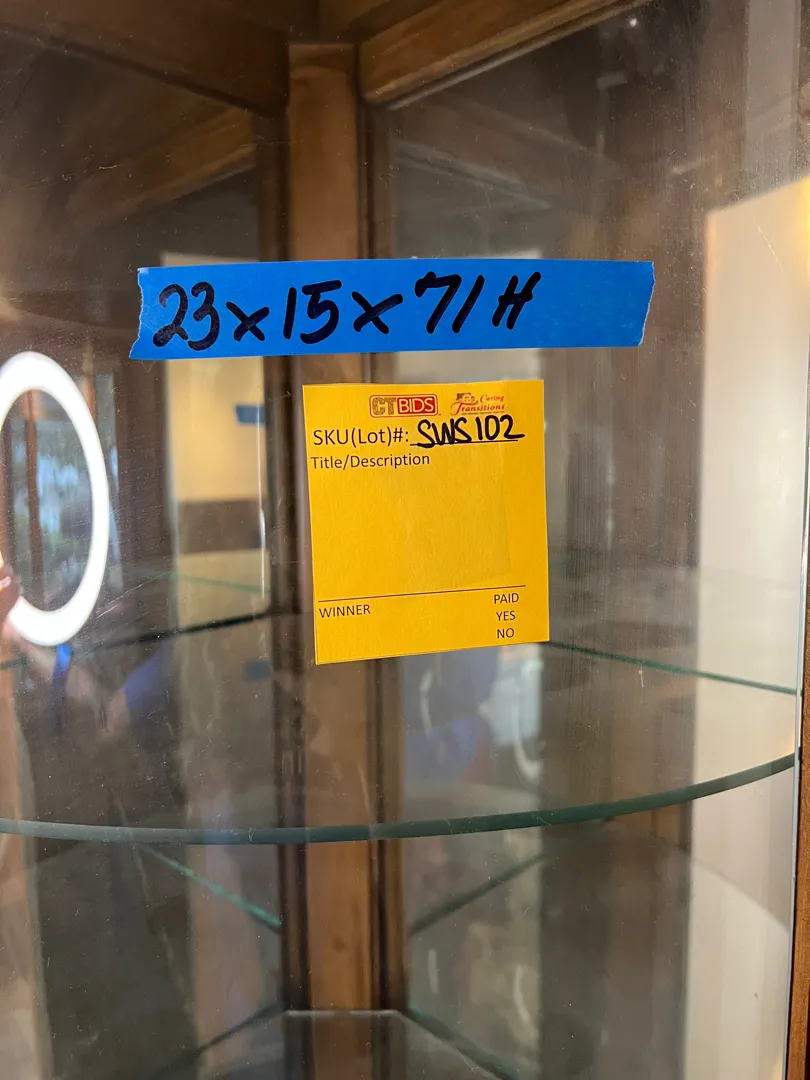 23x15x71H
CTBIDS Caring Transitions
SKU(Lot)#: SWS102
Title/Description
WINNER
PAID
YES
NO